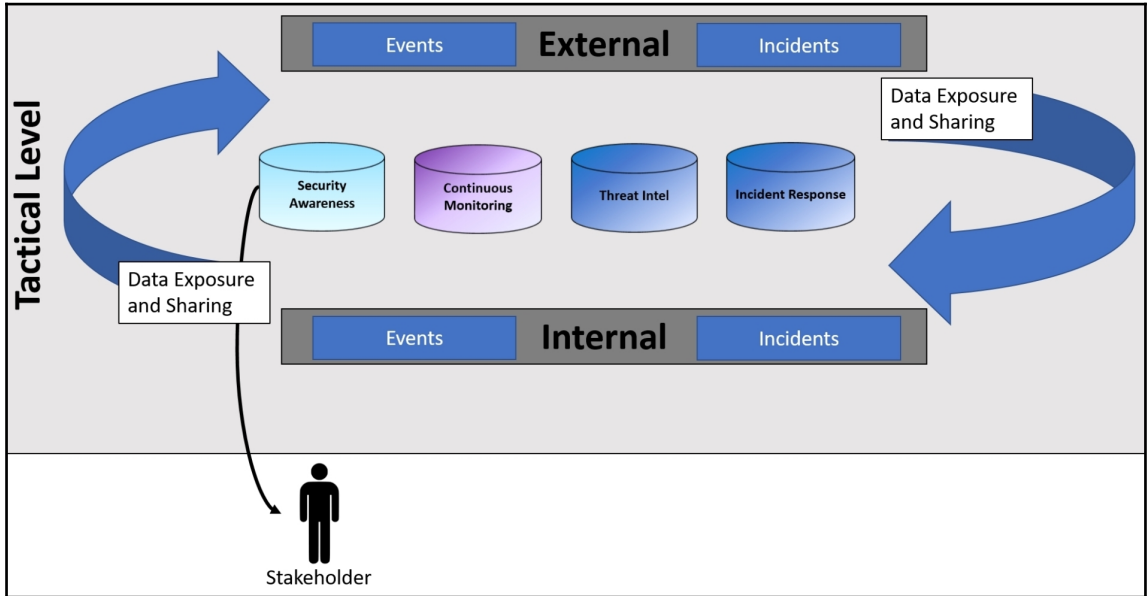 Events
External
Incidents
Data Exposure
and Sharing
Tactical Level
Security
Awareness
Continuous
Monitoring
Threat Intel
Incident Response
Data Exposure
and Sharing
Events
Internal
Incidents
Stakeholder